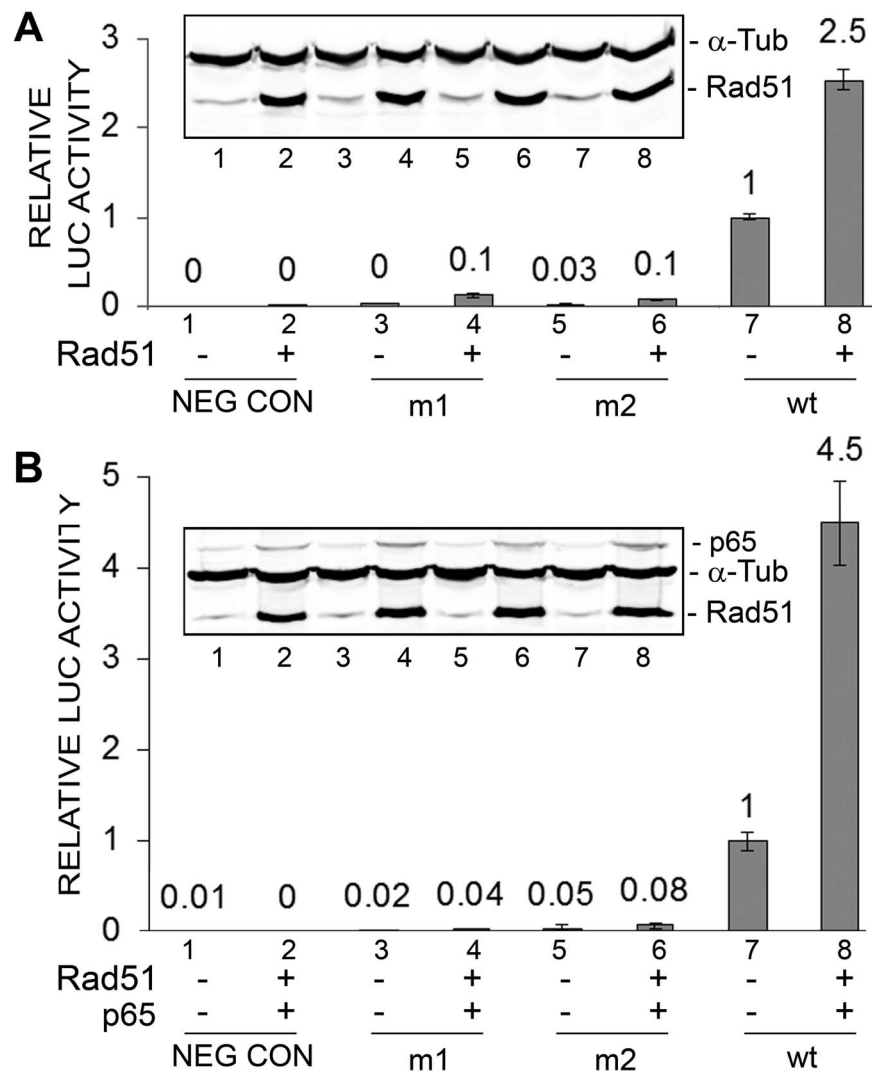 A
RELATIVE
LUC ACTIVITY
3
2
1
0
- α-Tub
- Rad51
1 2 3 4 5 6 7 8
0 0 0 0.1 0.03 0.1 1 2.5
1 2 3 4 5 6 7 8
Rad51 - + - + - + - +
NEG CON m1 m2 wt
B
RELATIVE LUC ACTIVITY
5
4
3
2
1
0
- p65
- α-Tub
- Rad51
1 2 3 4 5 6 7 8
0.01 0 0.02 0.04 0.05 0.08 1 4.5
1 2 3 4 5 6 7 8
Rad51 - + - + - + - +
p65 - + - + - + - +
NEG CON m1 m2 wt